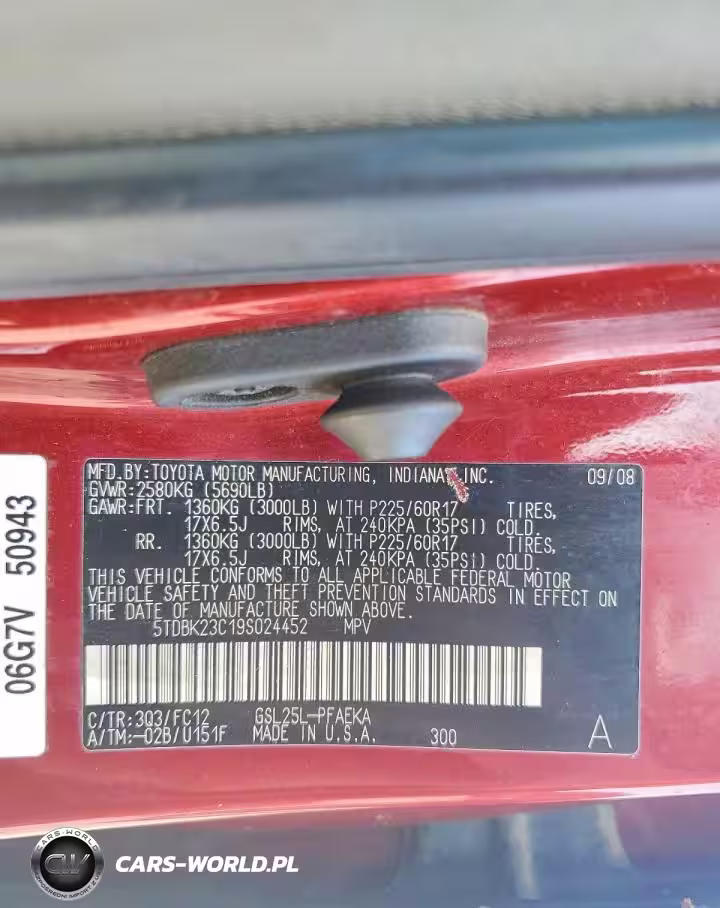 MFD.BY:TOYOTA MOTOR MANUFACTURING, INDIANA, INC. 09/08
GVWR:2580KG (5690LB)
GAWR:FRT. 1360KG (3000LB) WITH P225/60R17 TIRES,
17X6.5J RIMS, AT 240KPA (35PSI) COLD.
RR. 1360KG (3000LB) WITH P225/60R17 TIRES,
17X6.5J RIMS, AT 240KPA (35PSI) COLD.
THIS VEHICLE CONFORMS TO ALL APPLICABLE FEDERAL MOTOR
VEHICLE SAFETY AND THEFT PREVENTION STANDARDS IN EFFECT ON
THE DATE OF MANUFACTURE SHOWN ABOVE.
5TDBK23C19S024452 MPV
C/TR:3Q3/FC12 GSL25L-PFAEKA
A/TM:-02B/U151F MADE IN U.S.A. 300 A
06G7V 50943
CARS-WORLD
CW
CARS-WORLD.PL